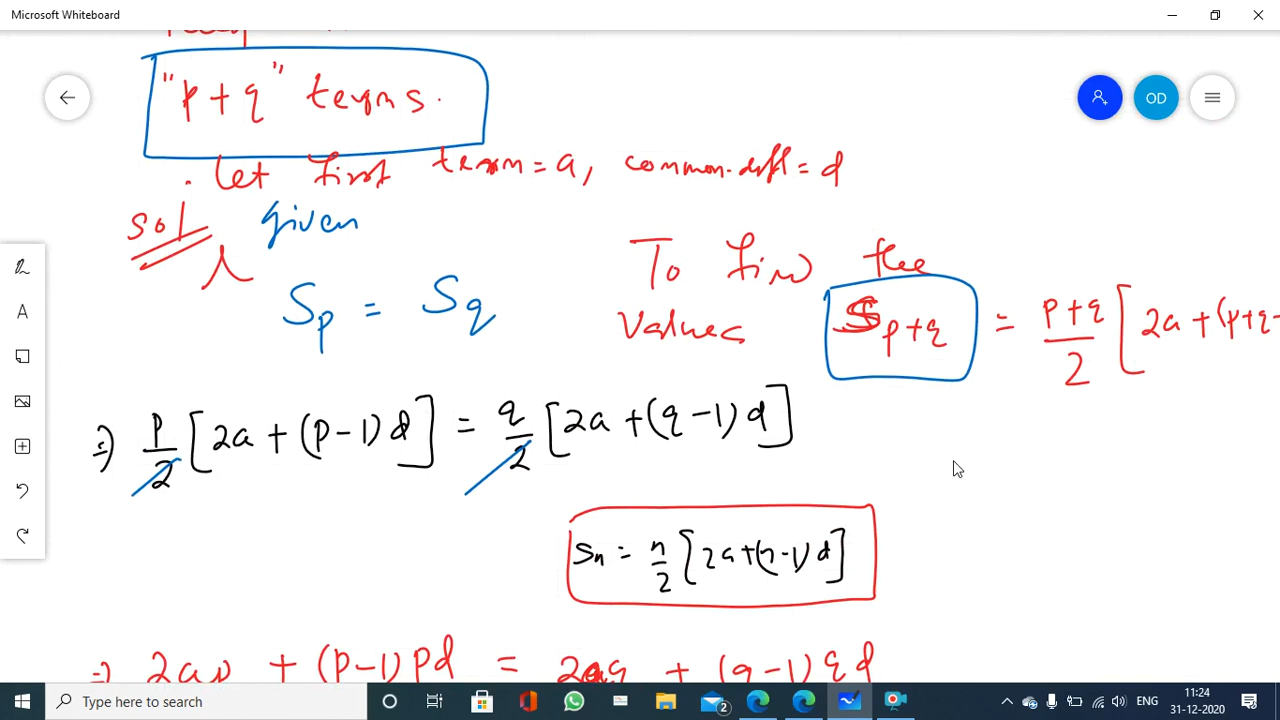 Microsoft Whiteboard
"p + q" terms.
OD
. Let first term = a, common. diff = d
sol given
To find the
Sp = Sq
values Sp+q = p+q/2 [2a + (p+q-
=> p/2 [2a + (p-1)d] = q/2 [2a + (q-1)d]
Sn = n/2 [2a+(n-1)d]
=> 2ap + (p-1)pd = 2aq + (q-1)qd
Type here to search
2
ENG
11:24
31-12-2020